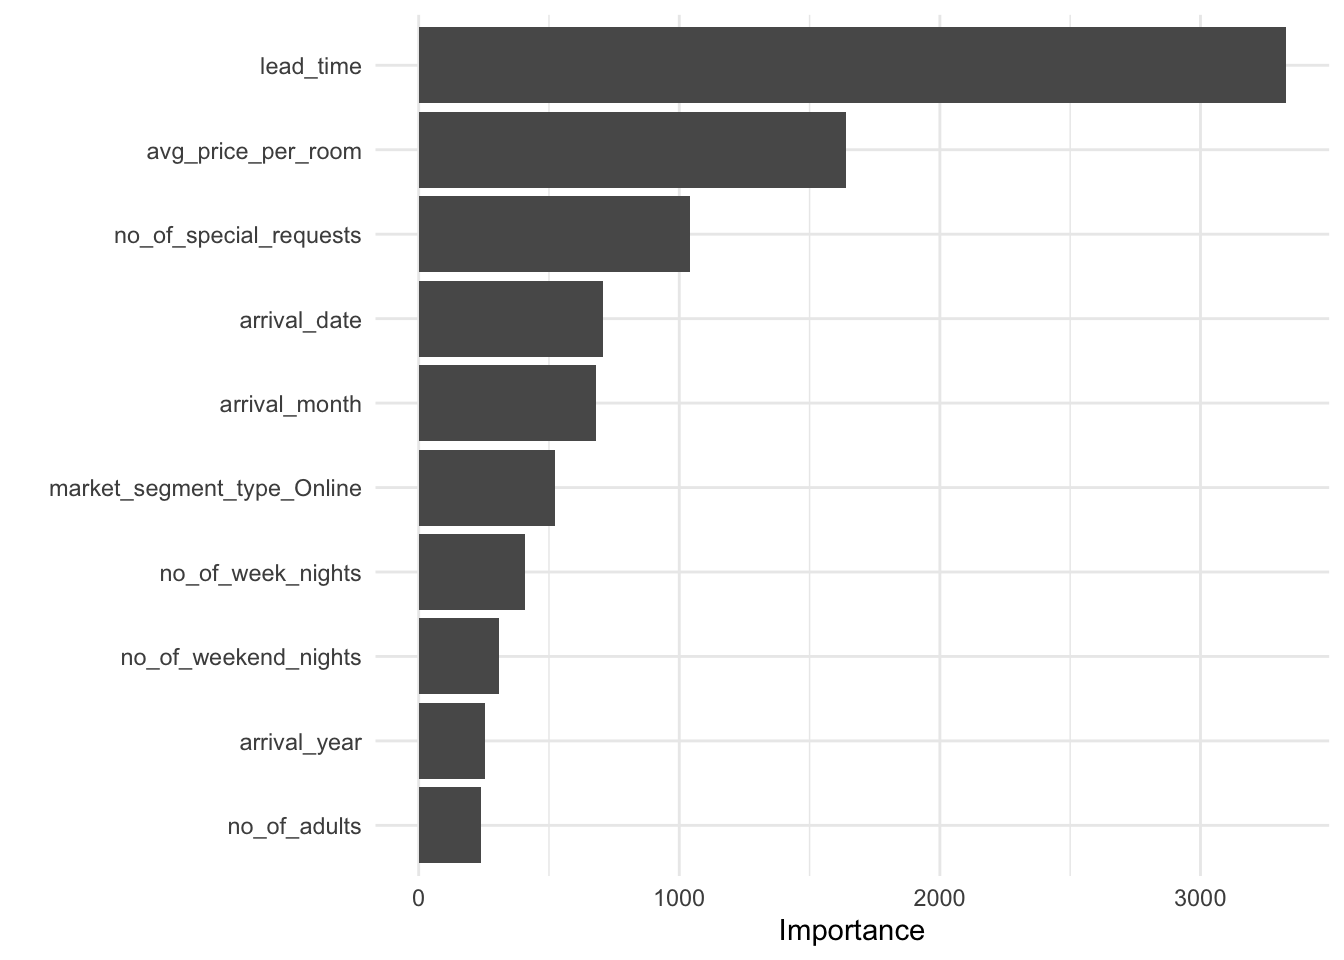 lead_time
avg_price_per_room
no_of_special_requests
arrival_date
arrival_month
market_segment_type_Online
no_of_week_nights
no_of_weekend_nights
arrival_year
no_of_adults
0 1000 2000 3000
Importance